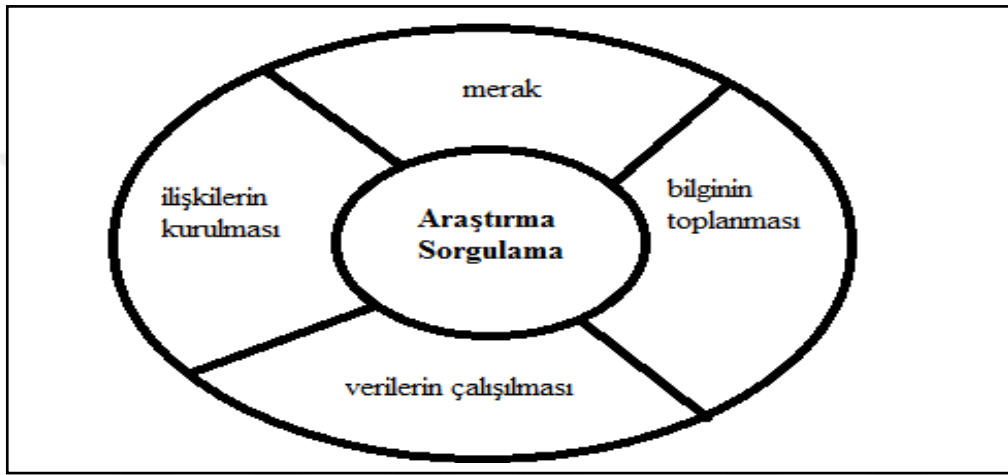 merak
ilişkilerin
kurulması
Araştırma
Sorgulama
bilginin
toplanması
verilerin çalışılması